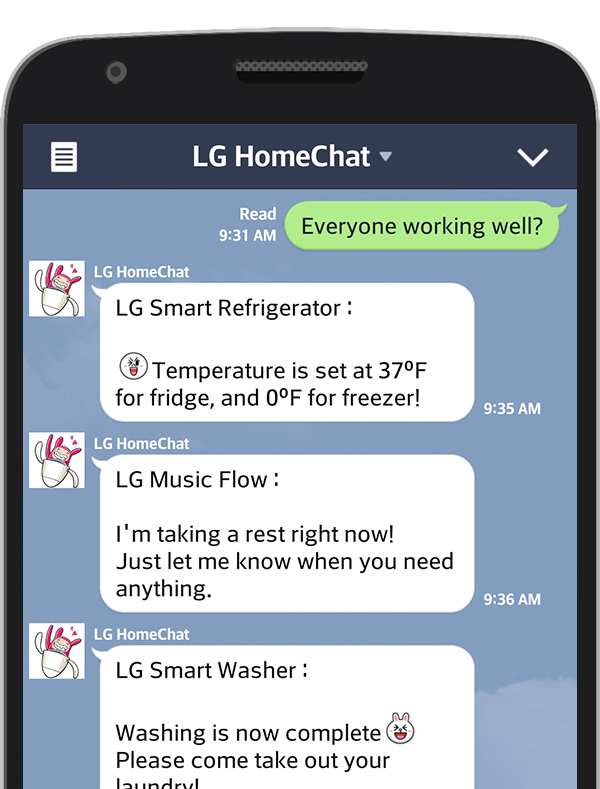 LG HomeChat
Read
9:31 AM
Everyone working well?
LG HomeChat
LG Smart Refrigerator :
Temperature is set at 37ºF
for fridge, and 0ºF for freezer!
9:35 AM
LG HomeChat
LG Music Flow :
I'm taking a rest right now!
Just let me know when you need
anything.
9:36 AM
LG HomeChat
LG Smart Washer :
Washing is now complete
Please come take out your
laundry!